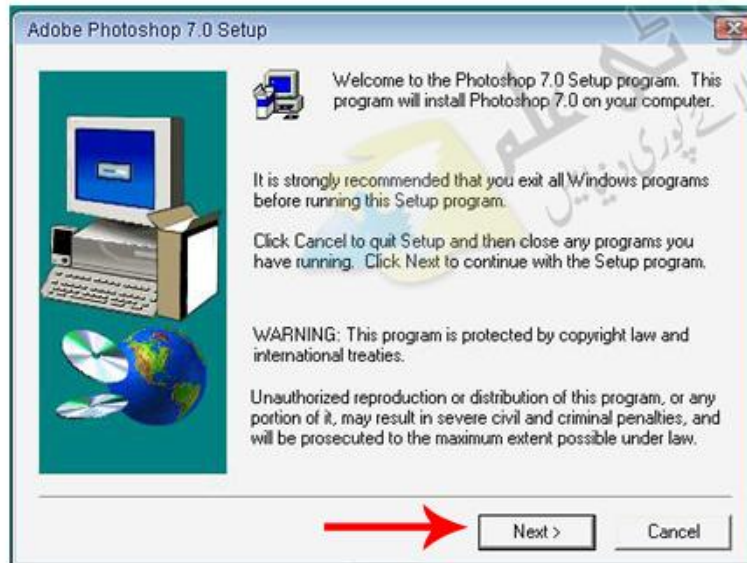 Adobe Photoshop 7.0 Setup
Welcome to the Photoshop 7.0 Setup program. This
program will install Photoshop 7.0 on your computer.
It is strongly recommended that you exit all Windows programs
before running this Setup program.
Click Cancel to quit Setup and then close any programs you
have running. Click Next to continue with the Setup program.
WARNING: This program is protected by copyright law and
international treaties.
Unauthorized reproduction or distribution of this program, or any
portion of it, may result in severe civil and criminal penalties, and
will be prosecuted to the maximum extent possible under law.
Next >
Cancel
علم
پوری دنیا میں